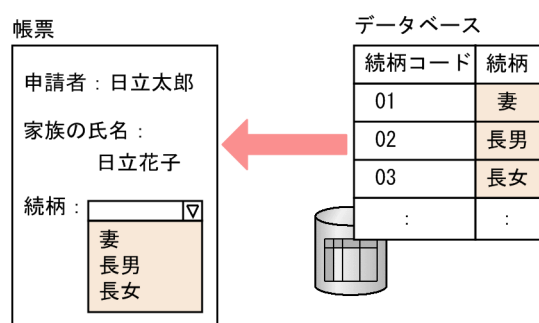 帳票
申請者：日立太郎
家族の氏名：
日立花子
続柄：
妻
長男
長女
データベース
続柄コード 続柄
01 妻
02 長男
03 長女
： ：